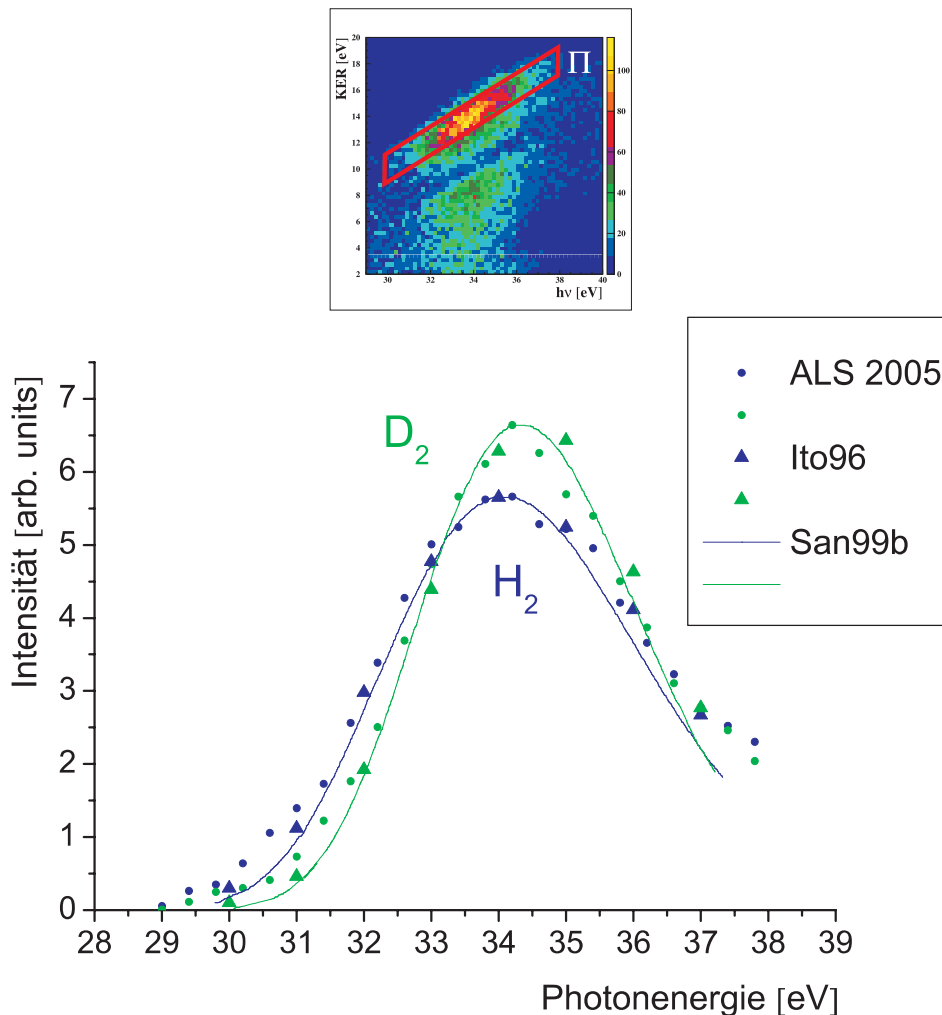 KER [eV]
20
18
16
14
12
10
8
6
4
2
Π
100
80
60
40
20
0
30 32 34 36 38 40
hν [eV]
ALS 2005
Ito96
San99b
D2
H2
Intensität [arb. units]
7
6
5
4
3
2
1
0
28 29 30 31 32 33 34 35 36 37 38 39
Photonenergie [eV]